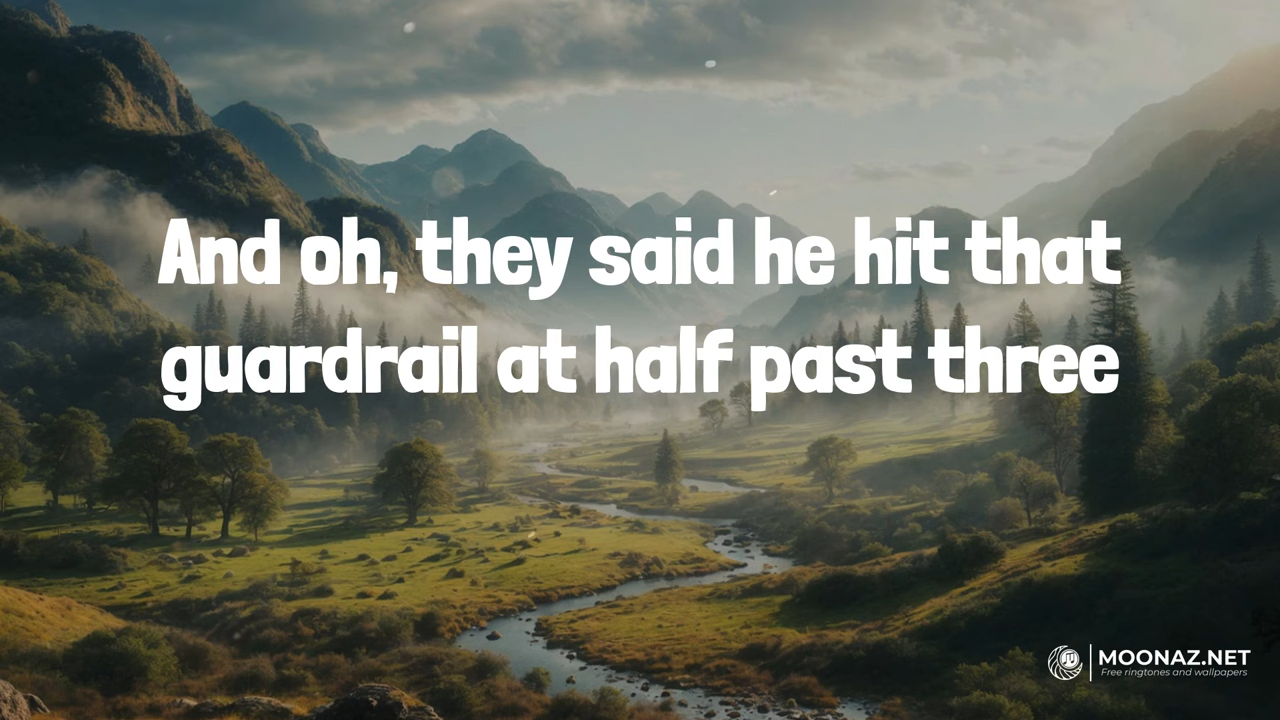 And oh, they said he hit that
guardrail at half past three
MOONAZ.NET
Free ringtones and wallpapers